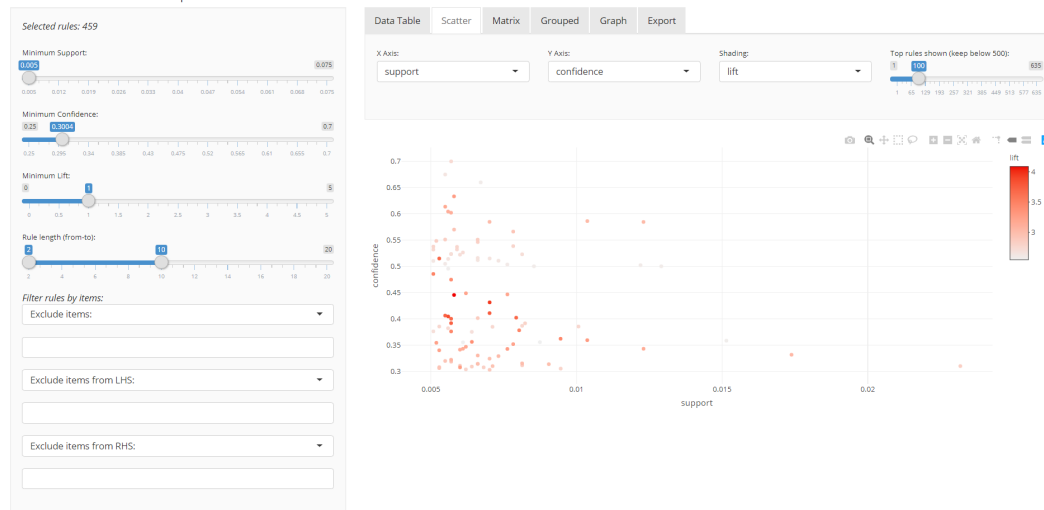 Selected rules: 459
Minimum Support:
0.005 0.075
0.005 0.012 0.019 0.026 0.033 0.04 0.047 0.054 0.061 0.068 0.075
Minimum Confidence:
0.25 0.3004 0.7
0.25 0.295 0.34 0.385 0.43 0.475 0.52 0.565 0.61 0.655 0.7
Minimum Lift:
0 1 5
0 0.5 1 1.5 2 2.5 3 3.5 4 4.5 5
Rule length (from-to):
2 10 20
2 4 6 8 10 12 14 16 18 20
Filter rules by items:
Exclude items:
Exclude items from LHS:
Exclude items from RHS:
Data Table Scatter Matrix Grouped Graph Export
X Axis: Y Axis: Shading: Top rules shown (keep below 500):
support confidence lift
1 100 635
1 65 129 193 257 321 385 449 513 577 635
lift
4
3.5
3
confidence
0.7
0.65
0.6
0.55
0.5
0.45
0.4
0.35
0.3
0.005 0.01 0.015 0.02
support